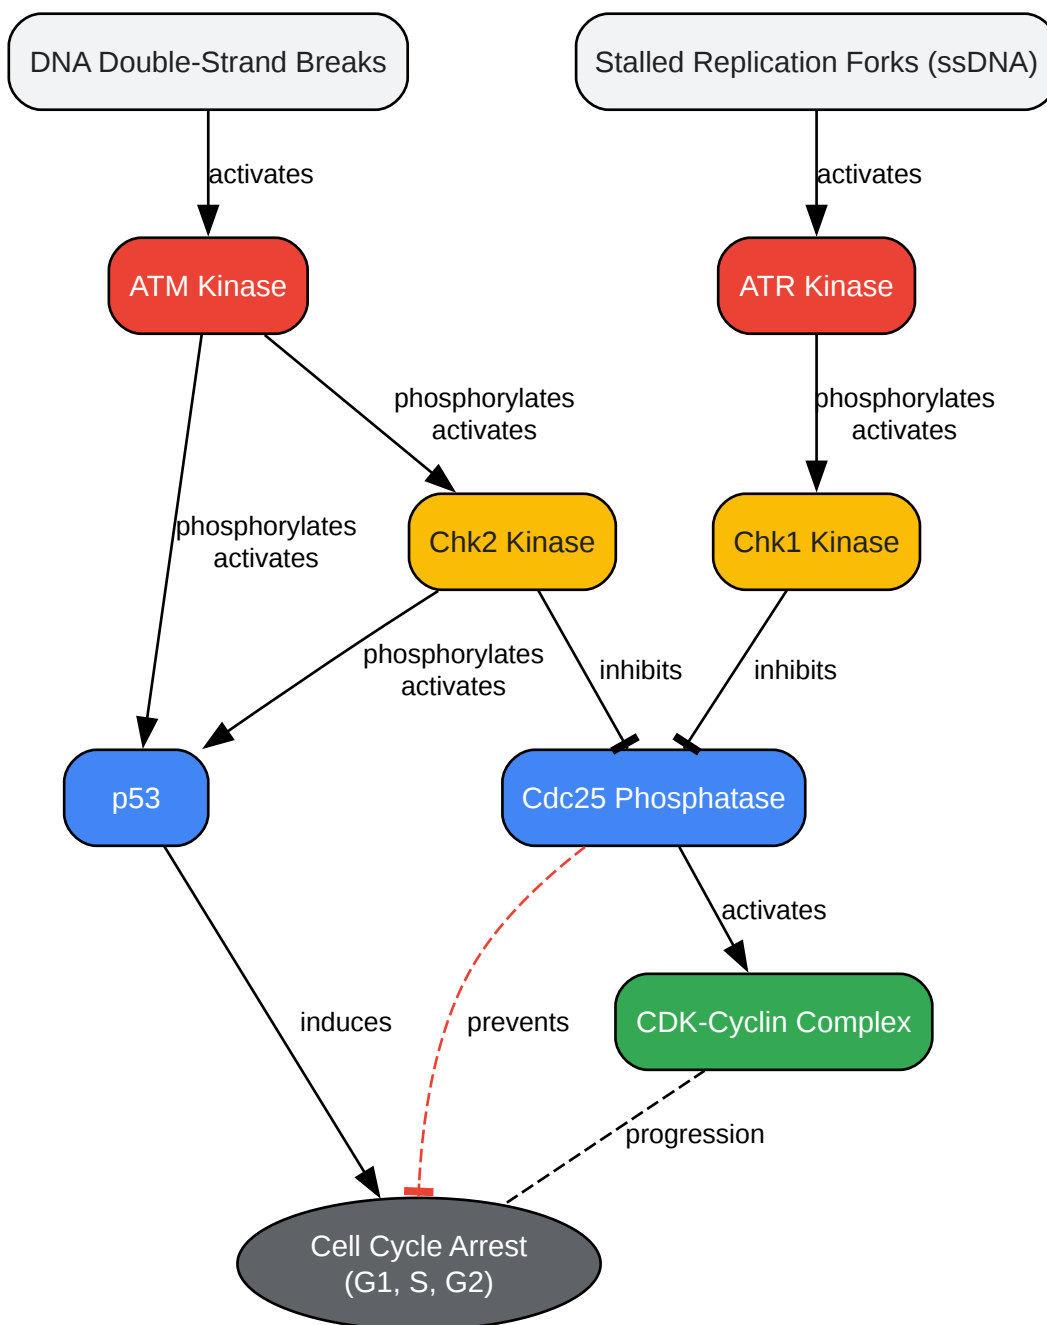 DNA Double-Strand Breaks
Stalled Replication Forks (ssDNA)
activates
activates
ATM Kinase
ATR Kinase
phosphorylates
activates
phosphorylates
activates
phosphorylates
activates
Chk2 Kinase
Chk1 Kinase
phosphorylates
activates
inhibits
inhibits
p53
Cdc25 Phosphatase
activates
induces
prevents
CDK-Cyclin Complex
progression
Cell Cycle Arrest
(G1, S, G2)